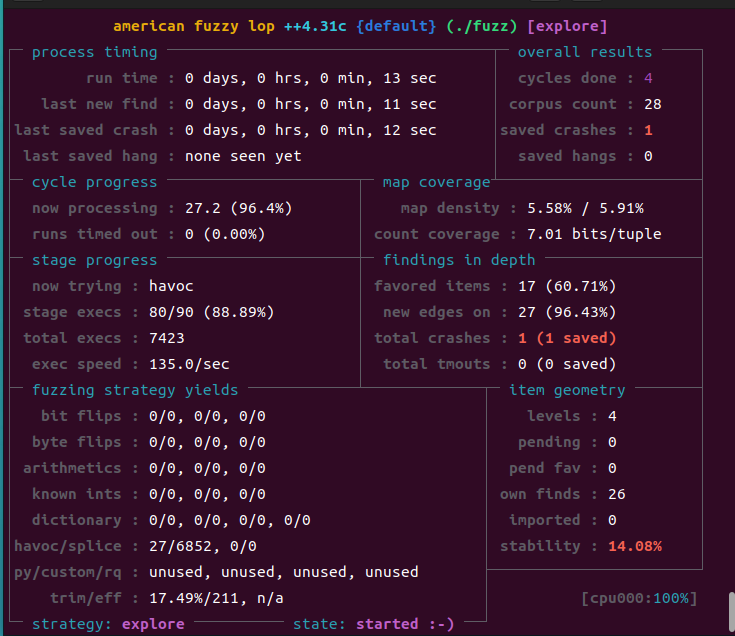 american fuzzy lop ++4.31c {default} (./fuzz) [explore]
process timing overall results
run time : 0 days, 0 hrs, 0 min, 13 sec cycles done : 4
last new find : 0 days, 0 hrs, 0 min, 11 sec corpus count : 28
last saved crash : 0 days, 0 hrs, 0 min, 12 sec saved crashes : 1
last saved hang : none seen yet saved hangs : 0
cycle progress map coverage
now processing : 27.2 (96.4%) map density : 5.58% / 5.91%
runs timed out : 0 (0.00%) count coverage : 7.01 bits/tuple
stage progress findings in depth
now trying : havoc favored items : 17 (60.71%)
stage execs : 80/90 (88.89%) new edges on : 27 (96.43%)
total execs : 7423 total crashes : 1 (1 saved)
exec speed : 135.0/sec total tmouts : 0 (0 saved)
fuzzing strategy yields item geometry
bit flips : 0/0, 0/0, 0/0 levels : 4
byte flips : 0/0, 0/0, 0/0 pending : 0
arithmetics : 0/0, 0/0, 0/0 pend fav : 0
known ints : 0/0, 0/0, 0/0 own finds : 26
dictionary : 0/0, 0/0, 0/0, 0/0 imported : 0
havoc/splice : 27/6852, 0/0 stability : 14.08%
py/custom/rq : unused, unused, unused, unused
trim/eff : 17.49%/211, n/a [cpu000:100%]
strategy: explore state: started :-)